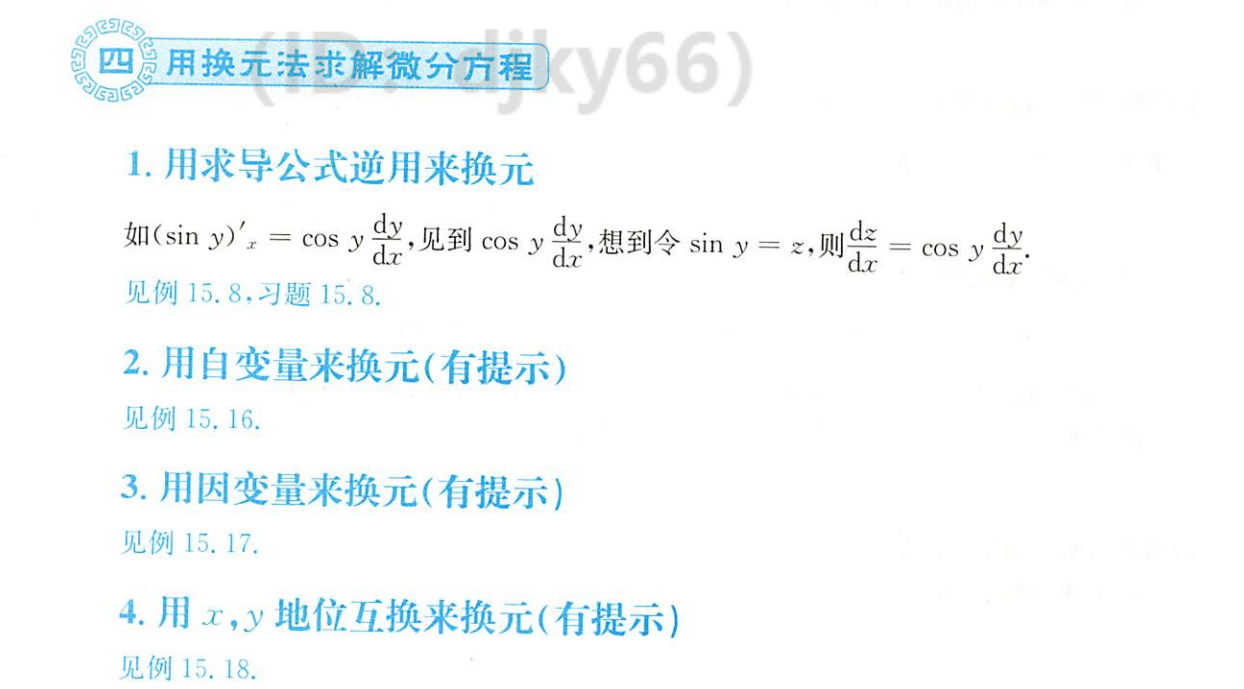 四 用换元法求解微分方程
(ID: djky66)
1. 用求导公式逆用来换元
如(sin y)′ₓ = cos y dy/dx,见到 cos y dy/dx,想到令 sin y = z,则 dz/dx = cos y dy/dx.
见例 15.8,习题 15.8.
2. 用自变量来换元(有提示)
见例 15.16.
3. 用因变量来换元(有提示)
见例 15.17.
4. 用 x,y 地位互换来换元(有提示)
见例 15.18.